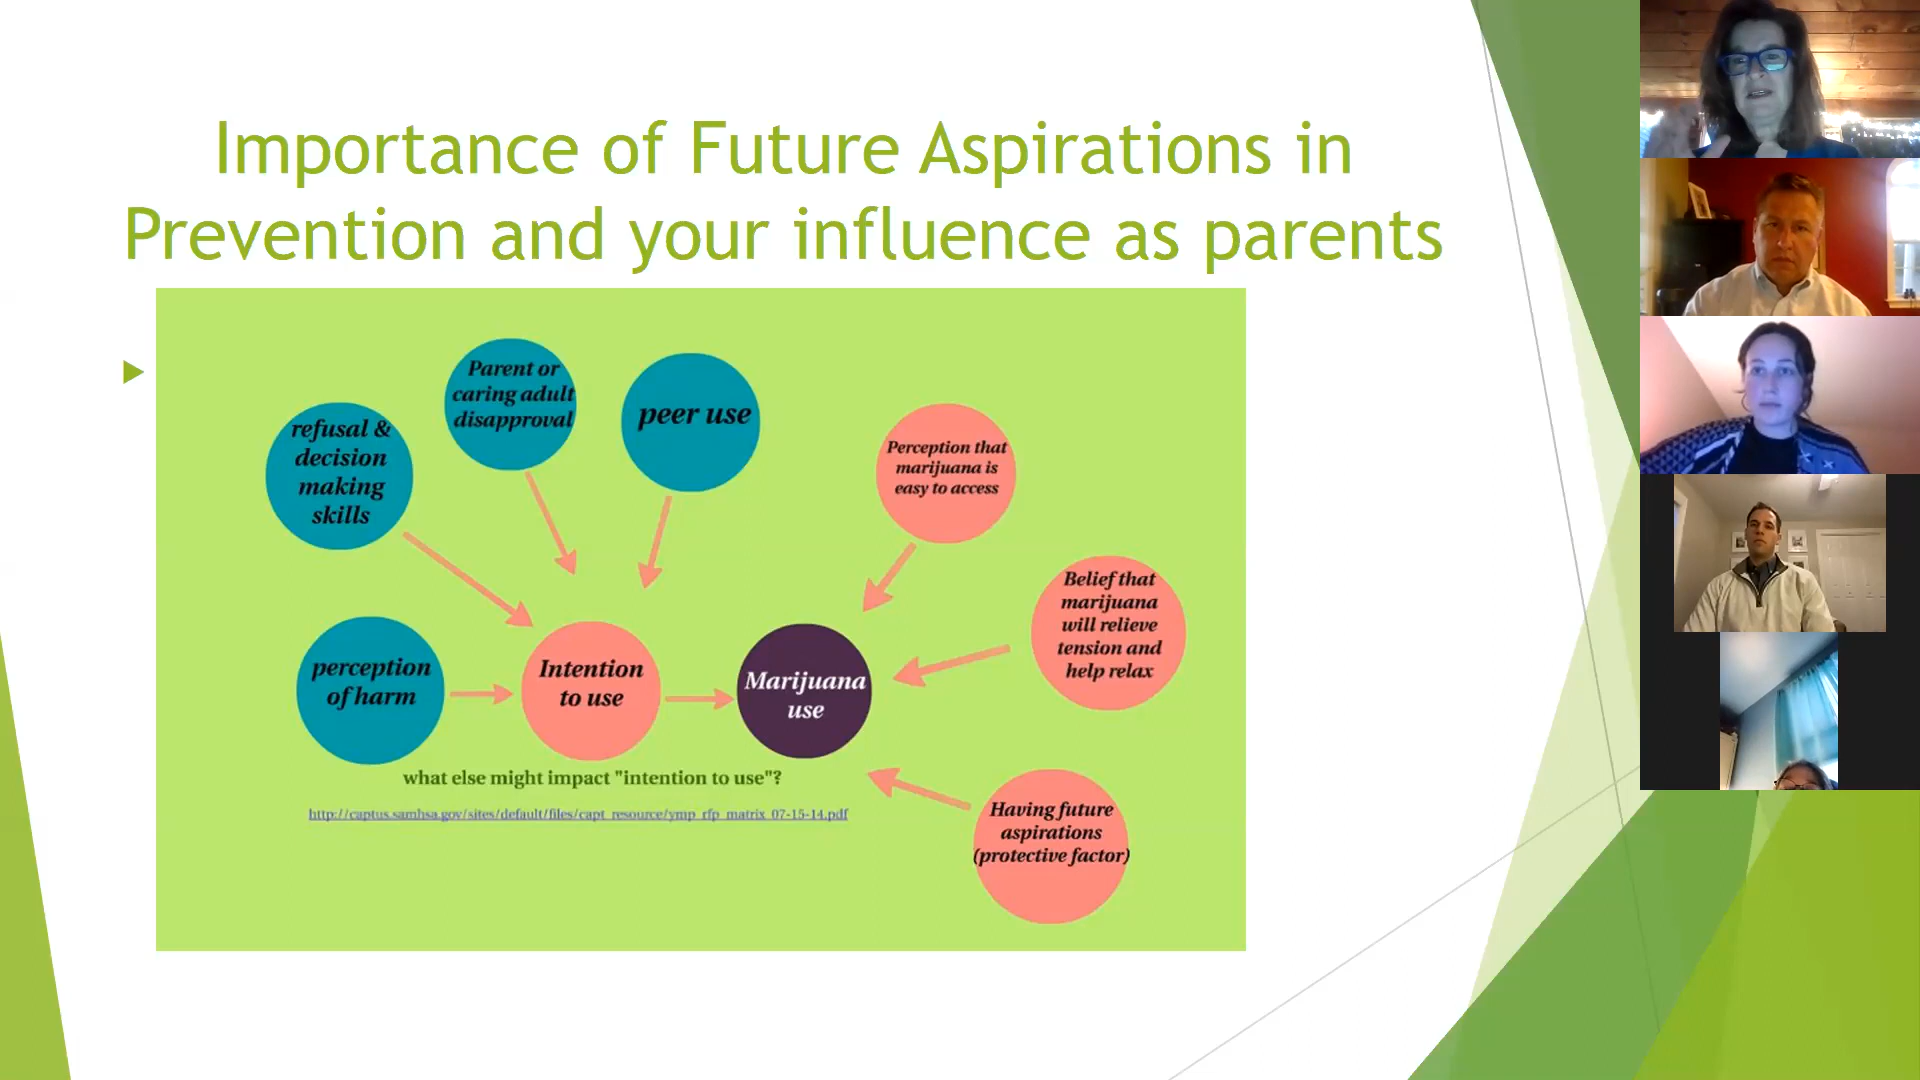 Importance of Future Aspirations in
Prevention and your influence as parents
Parent or
caring adult
disapproval
peer use
refusal &
decision
making
skills
Perception that
marijuana is
easy to access
Belief that
marijuana
will relieve
tension and
help relax
perception
of harm
Intention
to use
Marijuana
use
what else might impact "intention to use"?
http://captus.samhsa.gov/sites/default/files/capt_resource/ymp_rfp_matrix_07-15-14.pdf
Having future
aspirations
(protective factor)